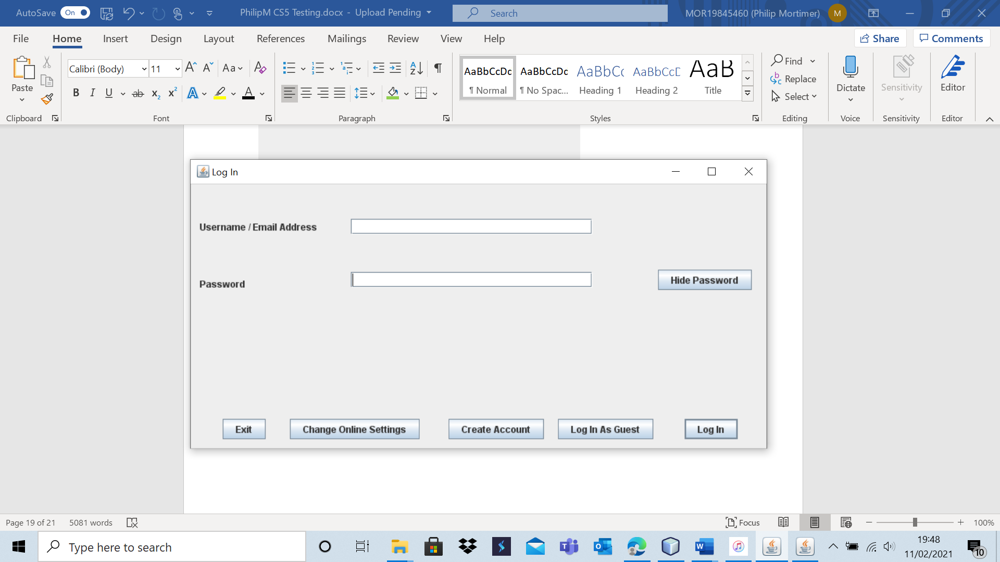 AutoSave On PhilipM CS5 Testing.docx - Upload Pending Search MOR19845460 (Philip Mortimer) M
File Home Insert Design Layout References Mailings Review View Help Share Comments
Paste
Clipboard
Calibri (Body) 11 Aa
B I U ab x2 x2 A A
Font
Paragraph
AaBbCcDc AaBbCcDc AaBbCc AaBbCcD AaB
¶ Normal ¶ No Spac... Heading 1 Heading 2 Title
Styles
Find
Replace
Select
Editing
Dictate
Voice
Sensitivity
Sensitivity
Editor
Editor
Log In
Username / Email Address
Password Hide Password
Exit Change Online Settings Create Account Log In As Guest Log In
Page 19 of 21 5081 words Focus 100%
Type here to search
19:48
11/02/2021
10